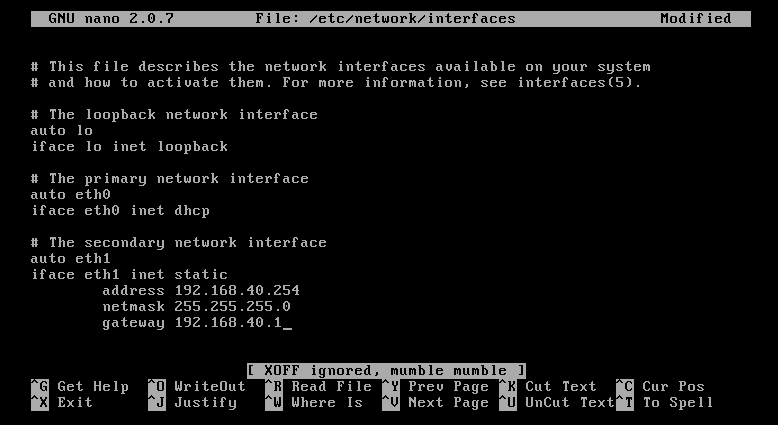 GNU nano 2.0.7 File: /etc/network/interfaces Modified
# This file describes the network interfaces available on your system
# and how to activate them. For more information, see interfaces(5).
# The loopback network interface
auto lo
iface lo inet loopback
# The primary network interface
auto eth0
iface eth0 inet dhcp
# The secondary network interface
auto eth1
iface eth1 inet static
address 192.168.40.254
netmask 255.255.255.0
gateway 192.168.40.1_
[ XOFF ignored, mumble mumble ]
^G Get Help ^O WriteOut ^R Read File ^Y Prev Page ^K Cut Text ^C Cur Pos
^X Exit ^J Justify ^W Where Is ^V Next Page ^U UnCut Text ^T To Spell